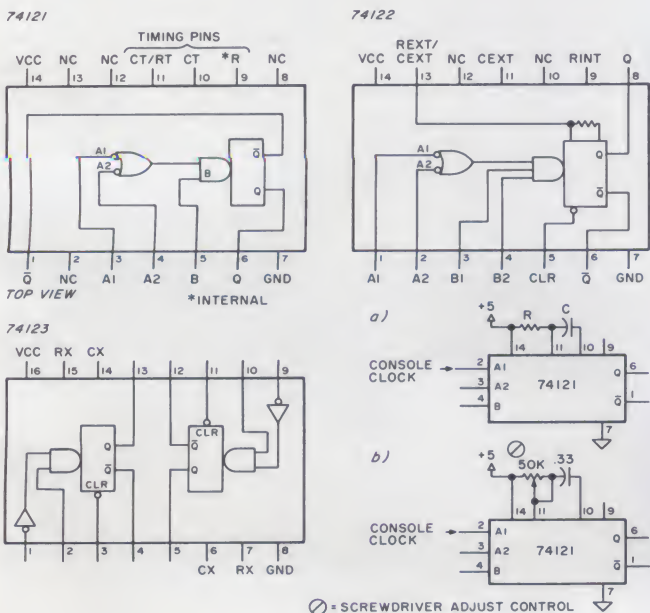 74121
TIMING PINS
VCC NC NC CT/RT CT *R NC
14 13 12 11 10 9 8
A1
A2
B
Q̅
Q
1 2 3 4 5 6 7
Q̅ NC A1 A2 B Q GND
TOP VIEW
*INTERNAL
74122
REXT/
CEXT
VCC NC CEXT NC RINT Q
14 13 12 11 10 9 8
A1
A2
Q
Q̅
1 2 3 4 5 6 7
A1 A2 B1 B2 CLR Q̅ GND
74123
VCC RX CX
16 15 14 13 12 11 10 9
CLR
Q
Q̅
Q̅
Q
CLR
1 2 3 4 5 6 7 8
CX RX GND
a)
+5
R
C
14 11 10 9
CONSOLE
CLOCK
2 A1
3 A2
4 B
74121
Q 6
Q̅ 1
7
b)
+5
50K
.33
14 11 10 9
CONSOLE
CLOCK
2 A1
3 A2
4 B
74121
Q 6
Q̅ 1
7
= SCREWDRIVER ADJUST CONTROL